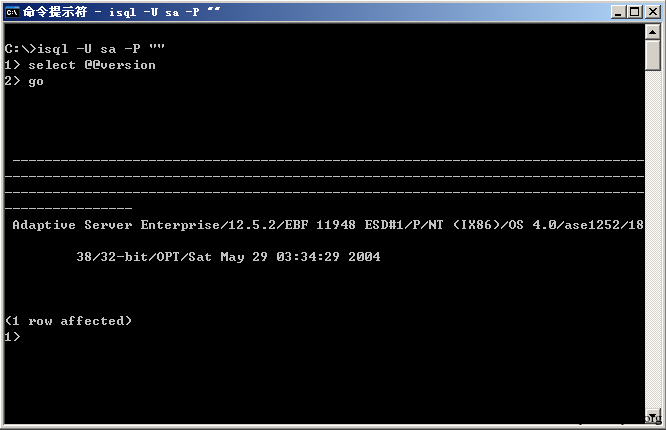 命令提示符 - isql -U sa -P ""
C:\>isql -U sa -P ""
1> select @@version
2> go
--------------------------------------------------------------------------------
--------------------------------------------------------------------------------
--------------------------------------------------------------------------------
----------------
Adaptive Server Enterprise/12.5.2/EBF 11948 ESD#1/P/NT (IX86)/OS 4.0/ase1252/18
38/32-bit/OPT/Sat May 29 03:34:29 2004
(1 row affected)
1>